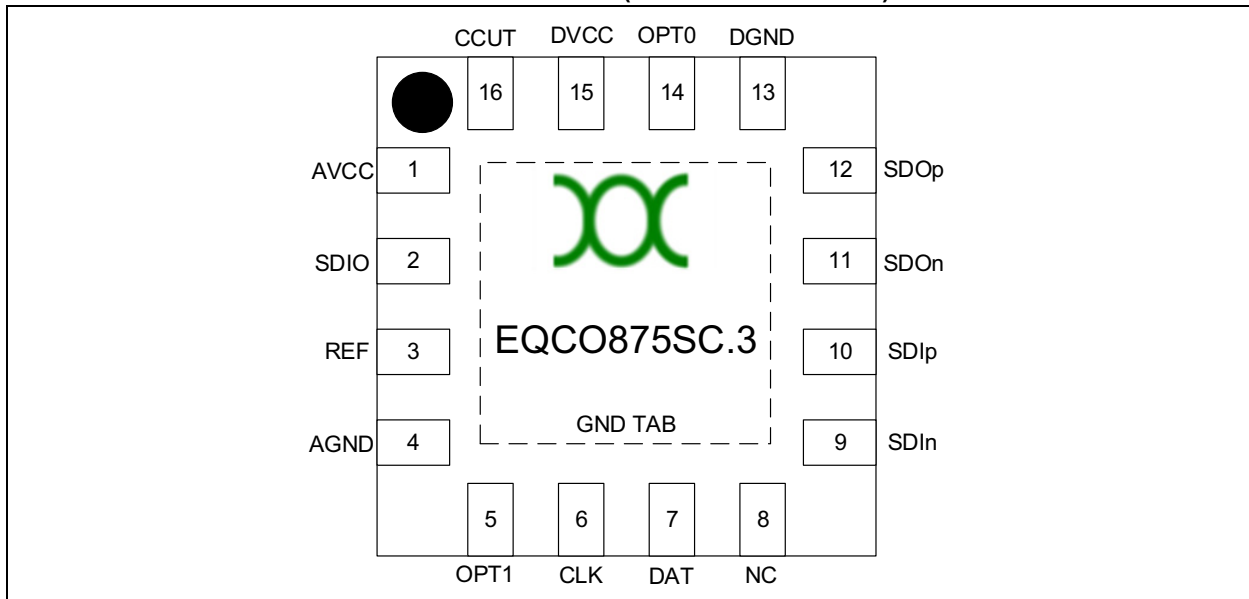 CCUT DVCC OPT0 DGND
16 15 14 13
AVCC 1 12 SDOp
SDIO 2 11 SDOn
EQCO875SC.3
REF 3 10 SDIp
GND TAB
AGND 4 9 SDIn
5 6 7 8
OPT1 CLK DAT NC